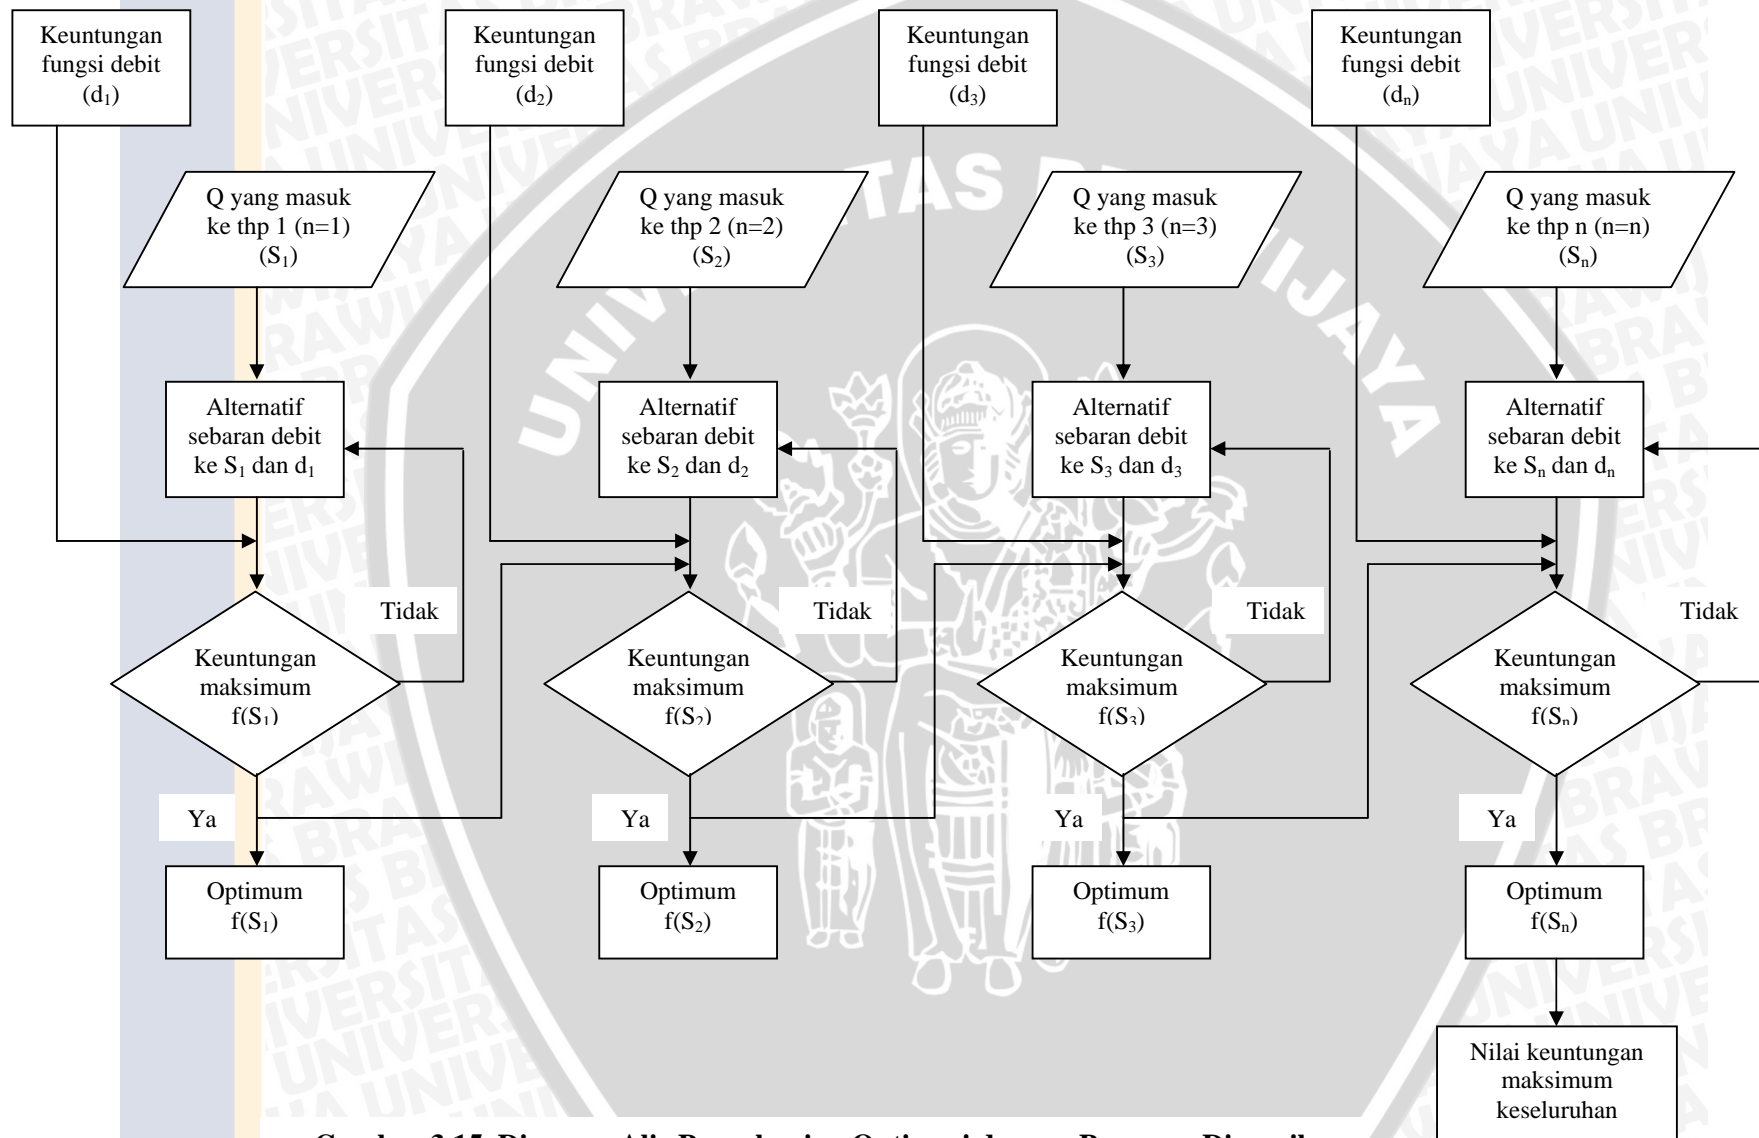 Keuntungan
fungsi debit
(d₁)
Keuntungan
fungsi debit
(d₂)
Keuntungan
fungsi debit
(d₃)
Keuntungan
fungsi debit
(dₙ)
Q yang masuk
ke thp 1 (n=1)
(S₁)
Q yang masuk
ke thp 2 (n=2)
(S₂)
Q yang masuk
ke thp 3 (n=3)
(S₃)
Q yang masuk
ke thp n (n=n)
(Sₙ)
Alternatif
sebaran debit
ke S₁ dan d₁
Alternatif
sebaran debit
ke S₂ dan d₂
Alternatif
sebaran debit
ke S₃ dan d₃
Alternatif
sebaran debit
ke Sₙ dan dₙ
Tidak
Tidak
Tidak
Tidak
Keuntungan
maksimum
f(S₁)
Keuntungan
maksimum
f(S₂)
Keuntungan
maksimum
f(S₃)
Keuntungan
maksimum
f(Sₙ)
Ya
Ya
Ya
Ya
Optimum
f(S₁)
Optimum
f(S₂)
Optimum
f(S₃)
Optimum
f(Sₙ)
Nilai keuntungan
maksimum
keseluruhan